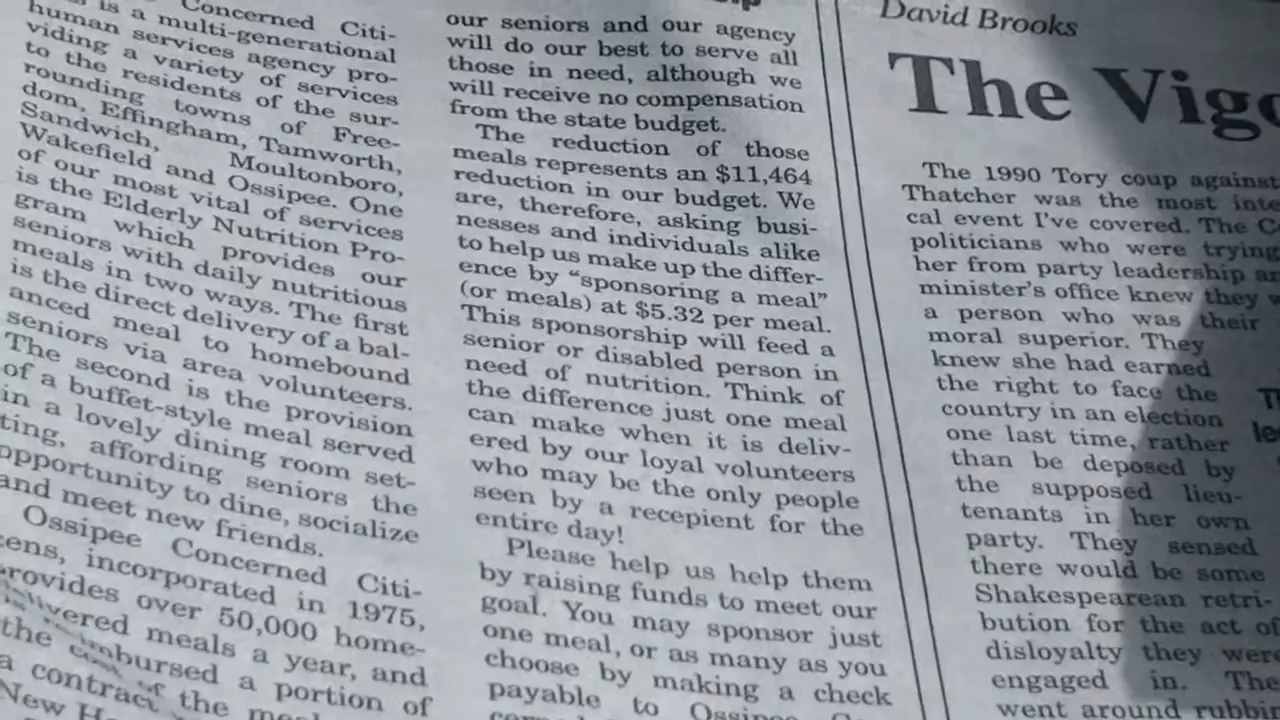 Concerned Citi-
is a multi-generational
human services agency pro-
viding a variety of services
to the residents of the sur-
rounding towns of Free-
dom, Effingham, Tamworth,
Sandwich, Moultonboro,
Wakefield and Ossipee. One
of our most vital of services
is the Elderly Nutrition Pro-
gram which provides our
seniors with daily nutritious
meals in two ways. The first
is the direct delivery of a bal-
anced meal to homebound
seniors via area volunteers.
The second is the provision
of a buffet-style meal served
in a lovely dining room set-
ting, affording seniors the
opportunity to dine, socialize
and meet new friends.
Ossipee Concerned Citi-
zens, incorporated in 1975,
provides over 50,000 home-
delivered meals a year, and
the
a portion of
a contract
the
New
our seniors and our agency
will do our best to serve all
those in need, although we
will receive no compensation
from the state budget.
The reduction of those
meals represents an $11,464
reduction in our budget. We
are, therefore, asking busi-
nesses and individuals alike
to help us make up the differ-
ence by “sponsoring a meal”
(or meals) at $5.32 per meal.
This sponsorship will feed a
senior or disabled person in
need of nutrition. Think of
the difference just one meal
can make when it is deliv-
ered by our loyal volunteers
who may be the only people
seen by a recepient for the
entire day!
Please help us help them
by raising funds to meet our
goal. You may sponsor just
one meal, or as many as you
choose by making a check
payable to Ossipee
David Brooks
The Vigo
The 1990 Tory coup against
Thatcher was the most inte
cal event I've covered. The C
politicians who were trying
her from party leadership an
minister's office knew they w
a person who was their
moral superior. They
knew she had earned
the right to face the
country in an election
one last time, rather
than be deposed by
the supposed lieu-
tenants in her own
party. They sensed
there would be some
Shakespearean retri-
bution for the act of
disloyalty they were
engaged in. The
went around rubbin